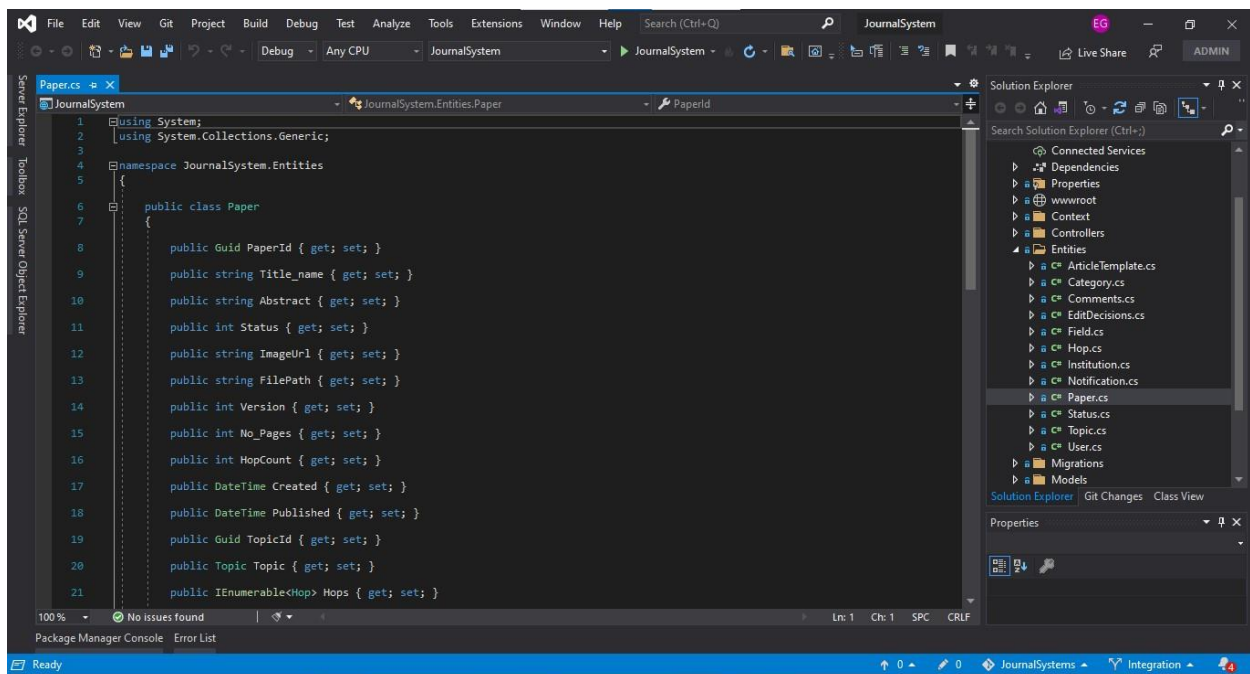 File Edit View Git Project Build Debug Test Analyze Tools Extensions Window Help Search (Ctrl+Q) JournalSystem EG
Debug Any CPU JournalSystem JournalSystem Live Share ADMIN
Server Explorer
Toolbox
SQL Server Object Explorer
Paper.cs
JournalSystem JournalSystem.Entities.Paper PaperId
1 using System;
2 using System.Collections.Generic;
3
4 namespace JournalSystem.Entities
5 {
6 public class Paper
7 {
8 public Guid PaperId { get; set; }
9 public string Title_name { get; set; }
10 public string Abstract { get; set; }
11 public int Status { get; set; }
12 public string ImageUrl { get; set; }
13 public string FilePath { get; set; }
14 public int Version { get; set; }
15 public int No_Pages { get; set; }
16 public int HopCount { get; set; }
17 public DateTime Created { get; set; }
18 public DateTime Published { get; set; }
19 public Guid TopicId { get; set; }
20 public Topic Topic { get; set; }
21 public IEnumerable<Hop> Hops { get; set; }
100 % No issues found Ln: 1 Ch: 1 SPC CRLF
Solution Explorer
Search Solution Explorer (Ctrl+;)
Connected Services
Dependencies
Properties
wwwroot
Context
Controllers
Entities
C# ArticleTemplate.cs
C# Category.cs
C# Comments.cs
C# EditDecisions.cs
C# Field.cs
C# Hop.cs
C# Institution.cs
C# Notification.cs
C# Paper.cs
C# Status.cs
C# Topic.cs
C# User.cs
Migrations
Models
Solution Explorer Git Changes Class View
Properties
Package Manager Console Error List
Ready 0 0 JournalSystems Integration 4